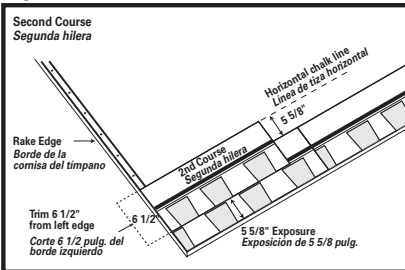 Second Course
Segunda hilera
Horizontal chalk line
Línea de tiza horizontal
5 5/8"
Rake Edge
Borde de la
cornisa del tímpano
2nd Course
Segunda hilera
Trim 6 1/2"
from left edge
Corte 6 1/2 pulg. del
borde izquierdo
6 1/2"
5 5/8" Exposure
Exposición de 5 5/8 pulg.